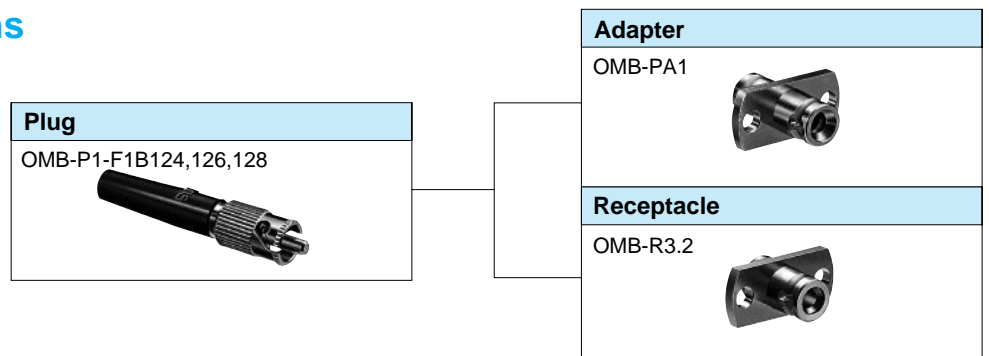 ns
Plug
OMB-P1-F1B124,126,128
Adapter
OMB-PA1
Receptacle
OMB-R3.2